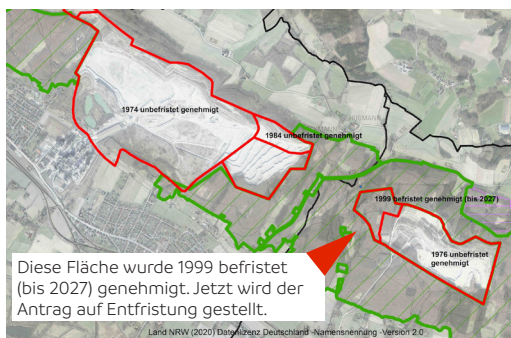 1974 unbefristet genehmigt
1984 unbefristet genehmigt
1999 befristet genehmigt (bis 2027)
1976 unbefristet
genehmigt
Diese Fläche wurde 1999 befristet
(bis 2027) genehmigt. Jetzt wird der
Antrag auf Entfristung gestellt.
Land NRW (2020) Datenlizenz Deutschland -Namensnennung -Version 2.0